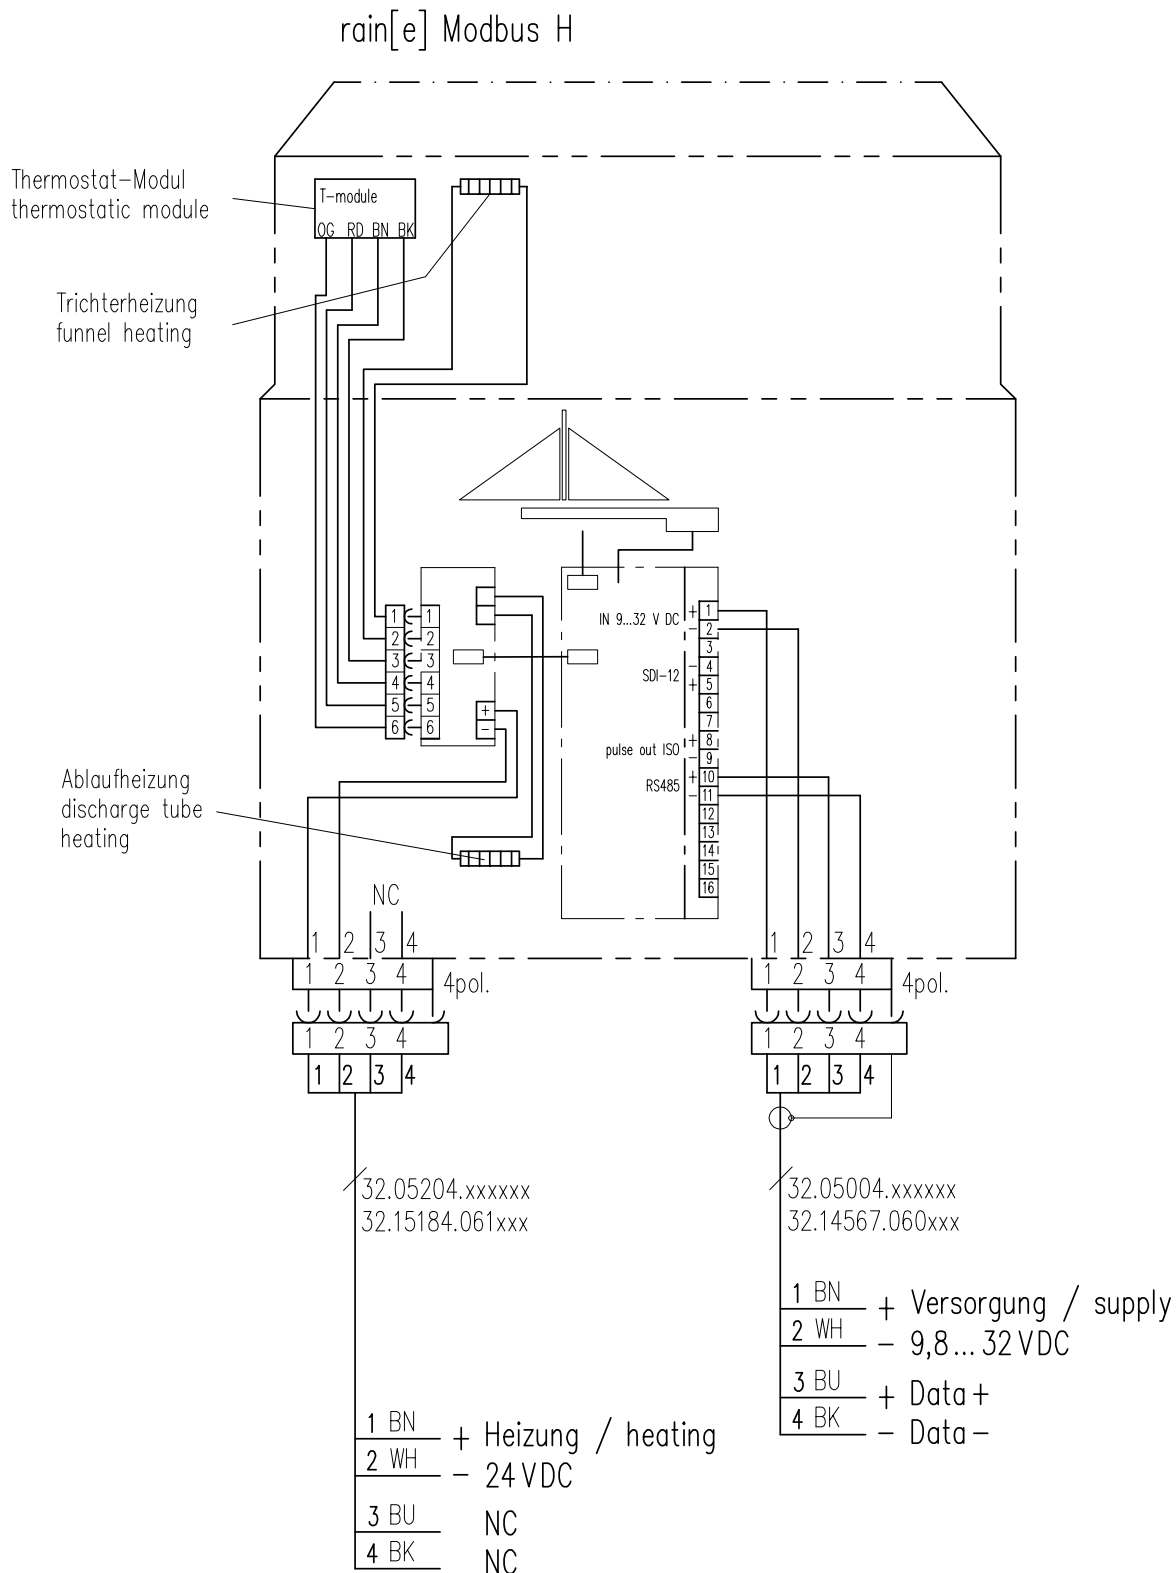 rain[e] Modbus H
Thermostat-Modul
thermostatic module
T-module
OG RD BN BK
Trichterheizung
funnel heating
IN 9...32 V DC
SDI-12
pulse out ISO
RS485
+ 1
- 2
3
- 4
+ 5
6
7
+ 8
- 9
+ 10
- 11
12
13
14
15
16
1 1
2 2
3 3
4 4
5 5
6 6
+
-
Ablaufheizung
discharge tube
heating
NC
1 2 3 4
1 2 3 4
4pol.
1 2 3 4
1 2 3 4
1 2 3 4
1 2 3 4
4pol.
1 2 3 4
1 2 3 4
32.05204.xxxxxx
32.15184.061xxx
32.05004.xxxxxx
32.14567.060xxx
1 BN + Versorgung / supply
2 WH - 9,8...32VDC
3 BU + Data+
4 BK - Data-
1 BN + Heizung / heating
2 WH - 24VDC
3 BU NC
4 BK NC